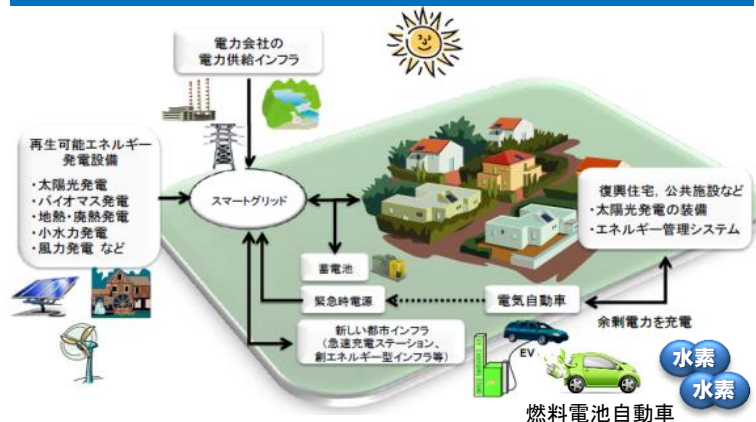 電力会社の
電力供給インフラ
再生可能エネルギー
発電設備
・太陽光発電
・バイオマス発電
・地熱・廃熱発電
・小水力発電
・風力発電 など
スマートグリッド
復興住宅，公共施設など
・太陽光発電の装備
・エネルギー管理システム
蓄電池
緊急時電源
電気自動車
余剰電力を充電
新しい都市インフラ
（急速充電ステーション、
創エネルギー型インフラ等）
EV
水素
水素
燃料電池自動車